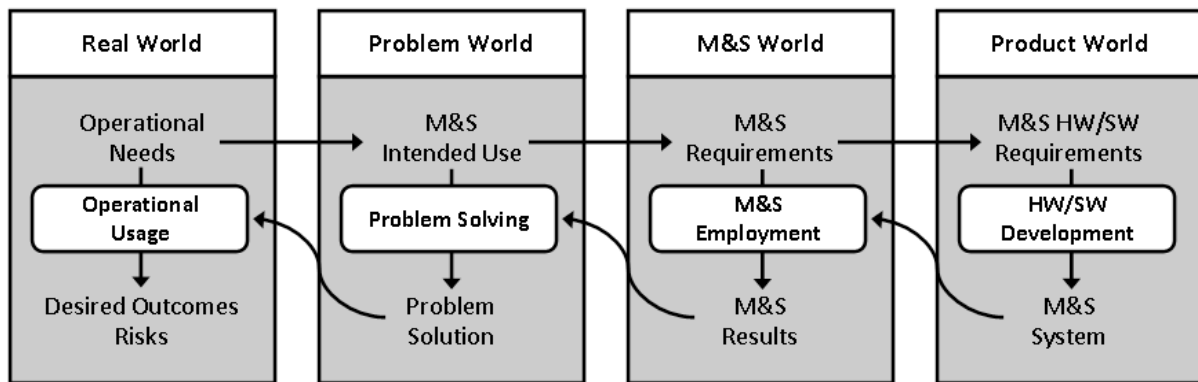 Real World
Operational
Needs
Operational
Usage
Desired Outcomes
Risks
Problem World
M&S
Intended Use
Problem Solving
Problem
Solution
M&S World
M&S
Requirements
M&S
Employment
M&S
Results
Product World
M&S HW/SW
Requirements
HW/SW
Development
M&S
System